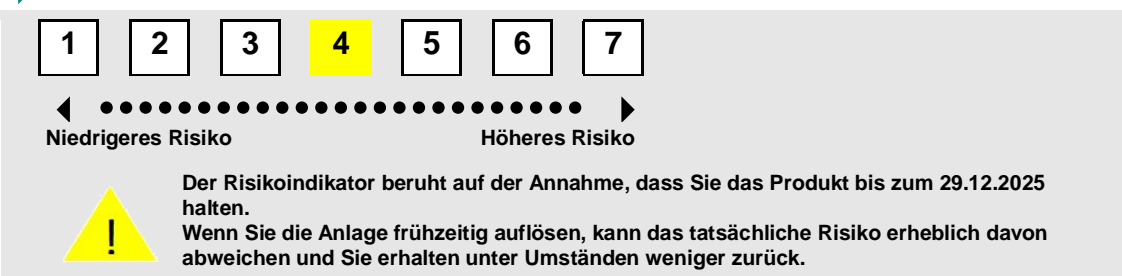 1 2 3 4 5 6 7
Niedrigeres Risiko Höheres Risiko
Der Risikoindikator beruht auf der Annahme, dass Sie das Produkt bis zum 29.12.2025
halten.
Wenn Sie die Anlage frühzeitig auflösen, kann das tatsächliche Risiko erheblich davon
abweichen und Sie erhalten unter Umständen weniger zurück.
!